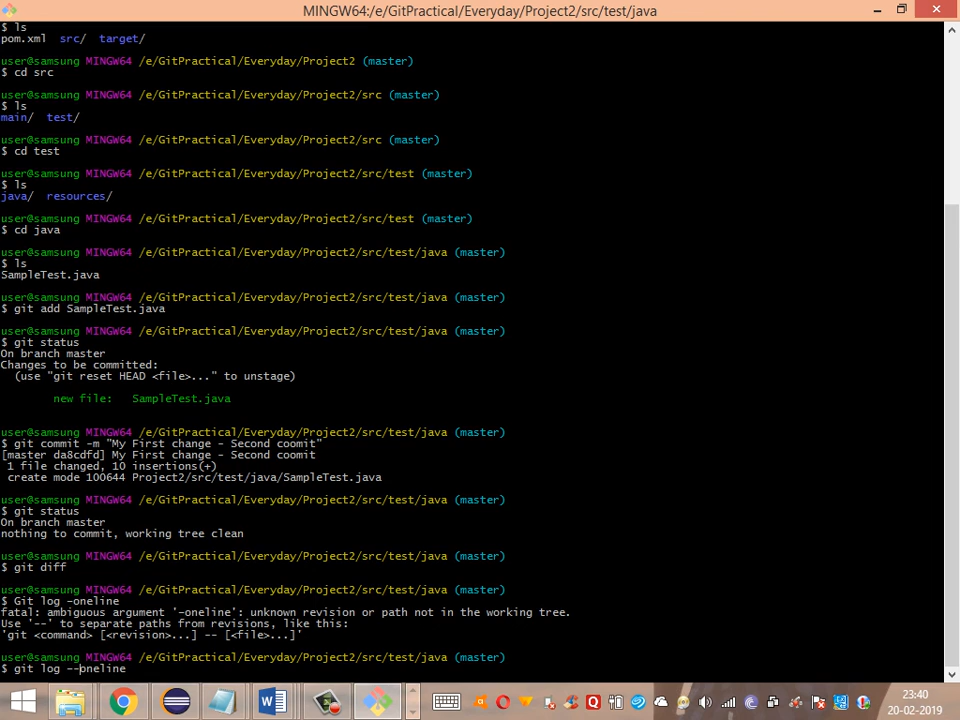 MINGW64:/e/GitPractical/Everyday/Project2/src/test/java
$ ls
pom.xml  src/  target/
user@samsung MINGW64 /e/GitPractical/Everyday/Project2 (master)
$ cd src
user@samsung MINGW64 /e/GitPractical/Everyday/Project2/src (master)
$ ls
main/  test/
user@samsung MINGW64 /e/GitPractical/Everyday/Project2/src (master)
$ cd test
user@samsung MINGW64 /e/GitPractical/Everyday/Project2/src/test (master)
$ ls
java/  resources/
user@samsung MINGW64 /e/GitPractical/Everyday/Project2/src/test (master)
$ cd java
user@samsung MINGW64 /e/GitPractical/Everyday/Project2/src/test/java (master)
$ ls
SampleTest.java
user@samsung MINGW64 /e/GitPractical/Everyday/Project2/src/test/java (master)
$ git add SampleTest.java
user@samsung MINGW64 /e/GitPractical/Everyday/Project2/src/test/java (master)
$ git status
On branch master
Changes to be committed:
  (use "git reset HEAD <file>..." to unstage)
        new file:   SampleTest.java
user@samsung MINGW64 /e/GitPractical/Everyday/Project2/src/test/java (master)
$ git commit -m "My First change - Second coomit"
[master da8cdfd] My First change - Second coomit
 1 file changed, 10 insertions(+)
 create mode 100644 Project2/src/test/java/SampleTest.java
user@samsung MINGW64 /e/GitPractical/Everyday/Project2/src/test/java (master)
$ git status
On branch master
nothing to commit, working tree clean
user@samsung MINGW64 /e/GitPractical/Everyday/Project2/src/test/java (master)
$ git diff
user@samsung MINGW64 /e/GitPractical/Everyday/Project2/src/test/java (master)
$ Git log -oneline
fatal: ambiguous argument '-oneline': unknown revision or path not in the working tree.
Use '--' to separate paths from revisions, like this:
'git <command> [<revision>...] -- [<file>...]'
user@samsung MINGW64 /e/GitPractical/Everyday/Project2/src/test/java (master)
$ git log --oneline
23:40
20-02-2019